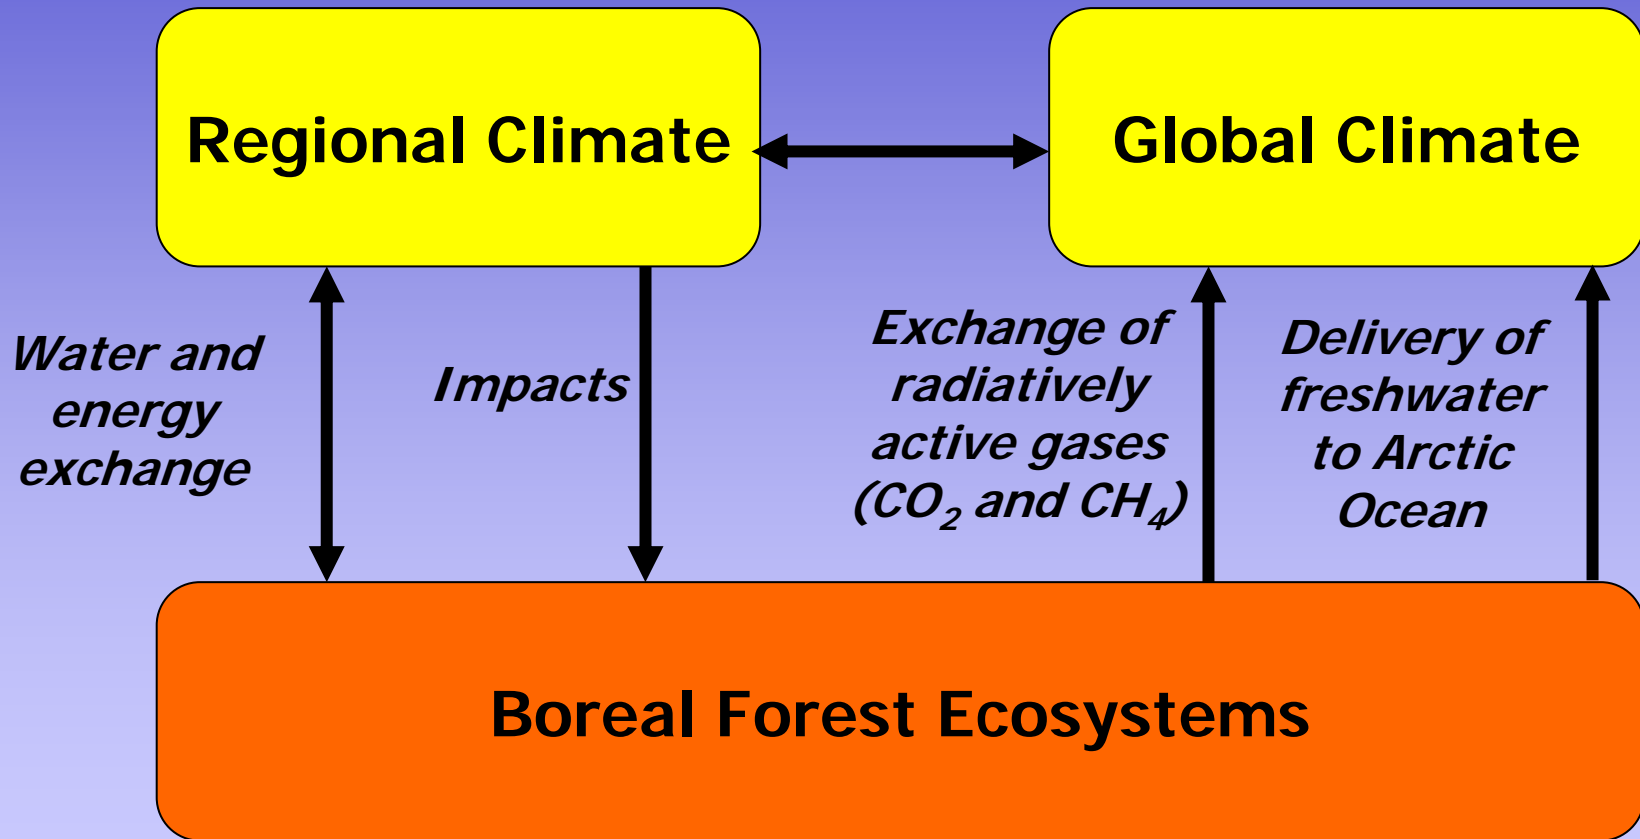 Regional Climate
Global Climate
Water and
energy
exchange
Impacts
Exchange of
radiatively
active gases
(CO₂ and CH₄)
Delivery of
freshwater
to Arctic
Ocean
Boreal Forest Ecosystems